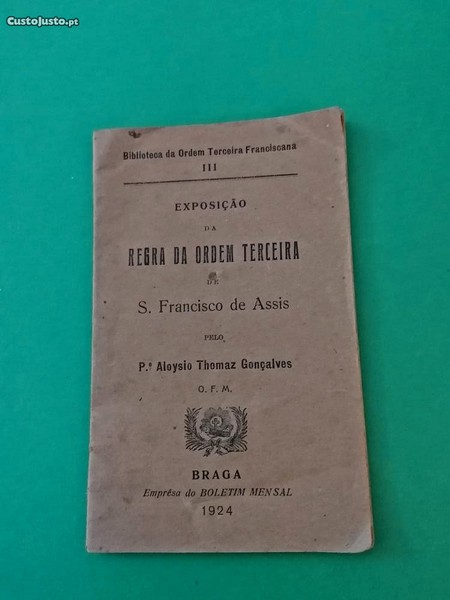 CustoJusto.pt
Biblioteca da Ordem Terceira Franciscana
III
EXPOSIÇÃO
DA
REGRA DA ORDEM TERCEIRA
DE
S. Francisco de Assis
PELO
P.e Aloysio Thomaz Gonçalves
O. F. M.
BRAGA
Emprêsa do BOLETIM MENSAL
1924